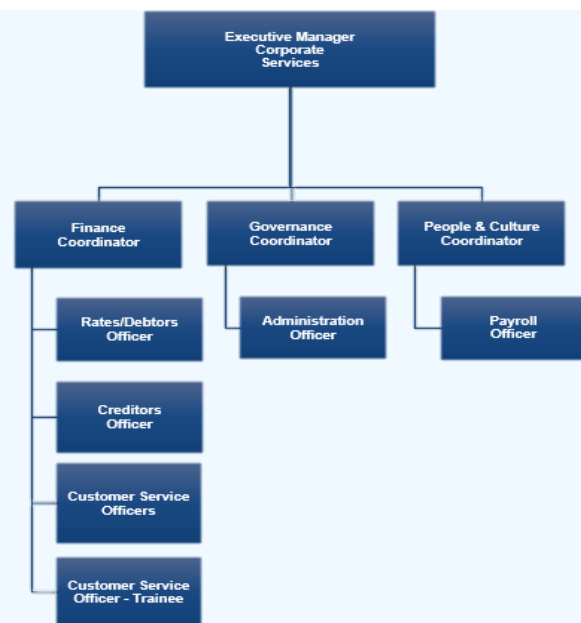 Executive Manager
Corporate
Services
Finance
Coordinator
Governance
Coordinator
People & Culture
Coordinator
Rates/Debtors
Officer
Administration
Officer
Payroll
Officer
Creditors
Officer
Customer Service
Officers
Customer Service
Officer - Trainee